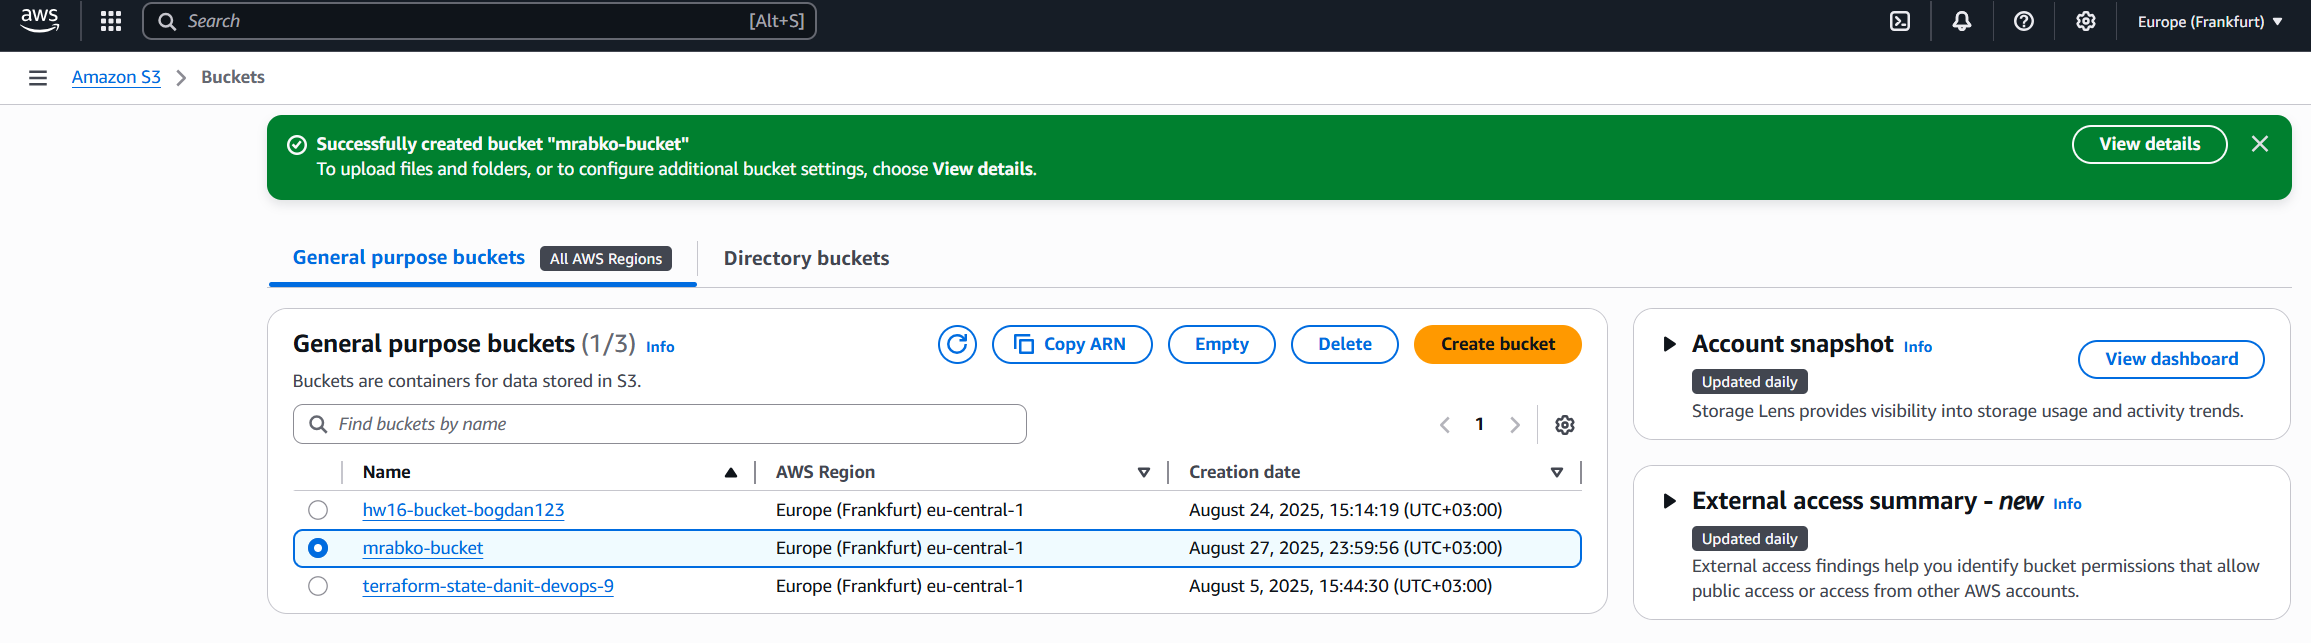 aws
Search [Alt+S]
Europe (Frankfurt)
Amazon S3 Buckets
Successfully created bucket "mrabko-bucket"
To upload files and folders, or to configure additional bucket settings, choose View details.
View details
General purpose buckets All AWS Regions
Directory buckets
General purpose buckets (1/3) Info
Copy ARN
Empty
Delete
Create bucket
Buckets are containers for data stored in S3.
Find buckets by name
1
Name AWS Region Creation date
hw16-bucket-bogdan123 Europe (Frankfurt) eu-central-1 August 24, 2025, 15:14:19 (UTC+03:00)
mrabko-bucket Europe (Frankfurt) eu-central-1 August 27, 2025, 23:59:56 (UTC+03:00)
terraform-state-danit-devops-9 Europe (Frankfurt) eu-central-1 August 5, 2025, 15:44:30 (UTC+03:00)
Account snapshot Info
View dashboard
Updated daily
Storage Lens provides visibility into storage usage and activity trends.
External access summary - new Info
Updated daily
External access findings help you identify bucket permissions that allow
public access or access from other AWS accounts.